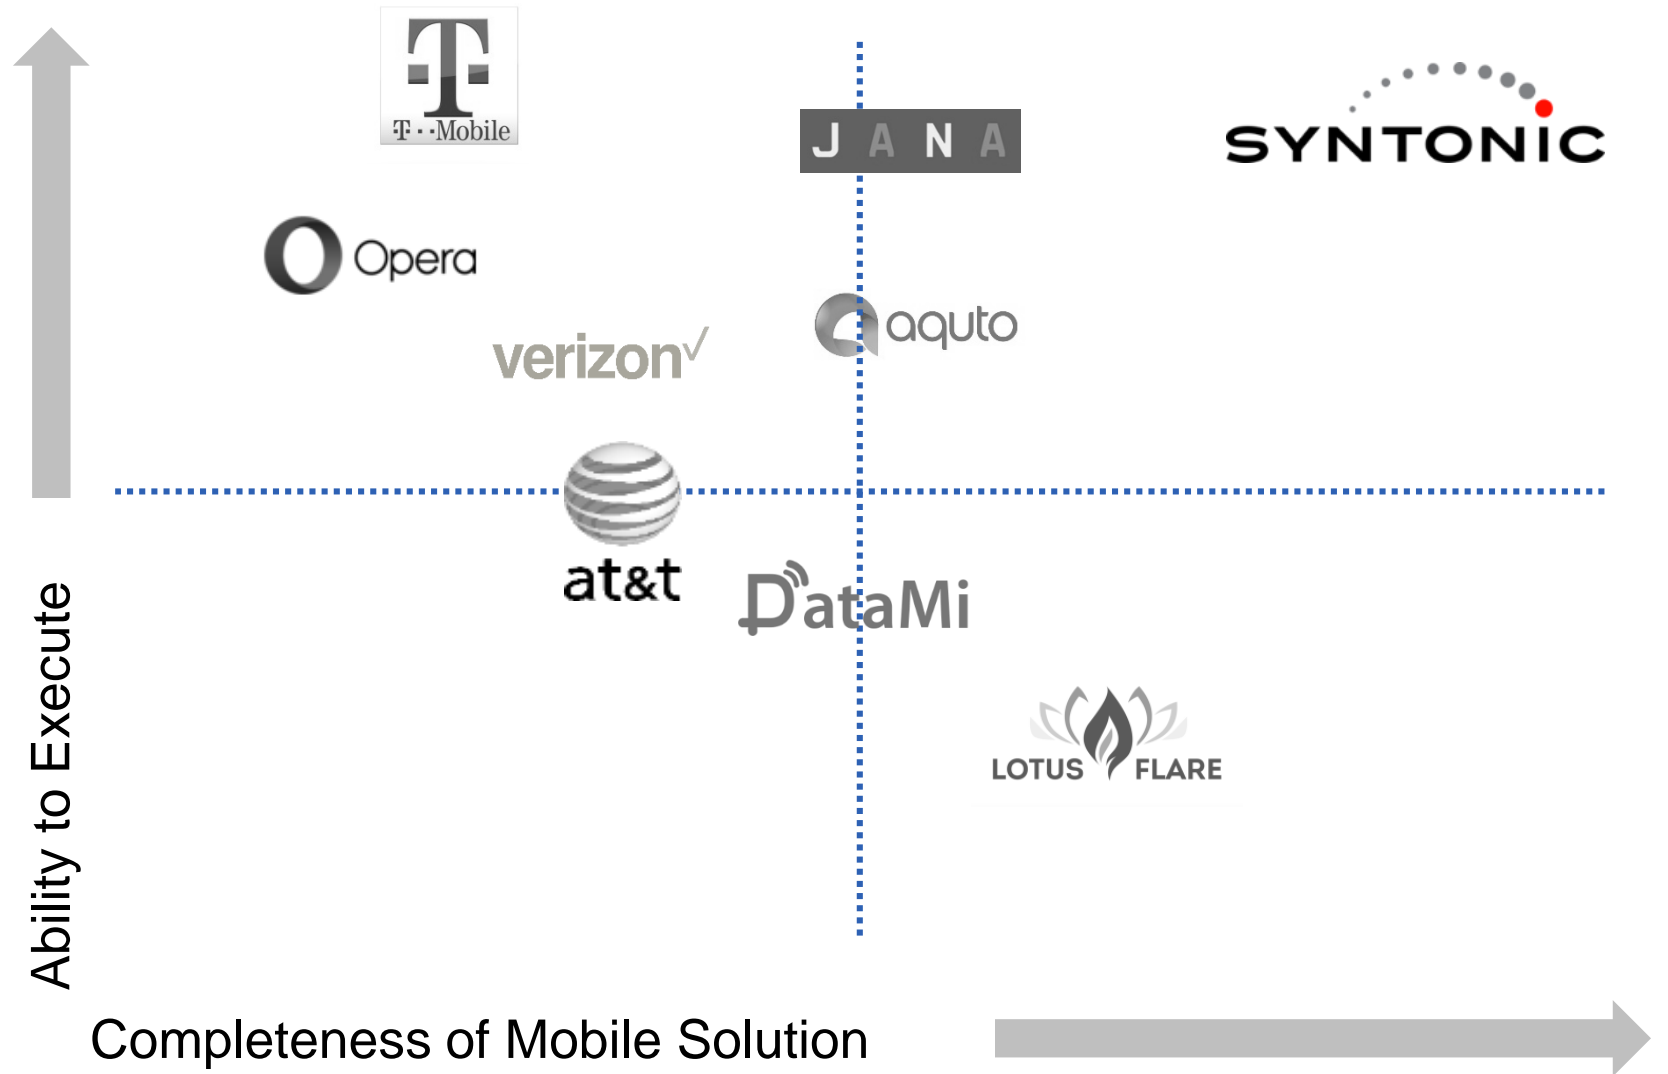 T··Mobile
JANA
SYNTONIC
Opera
aquto
verizon
at&t
DataMi
LOTUS FLARE
Ability to Execute
Completeness of Mobile Solution